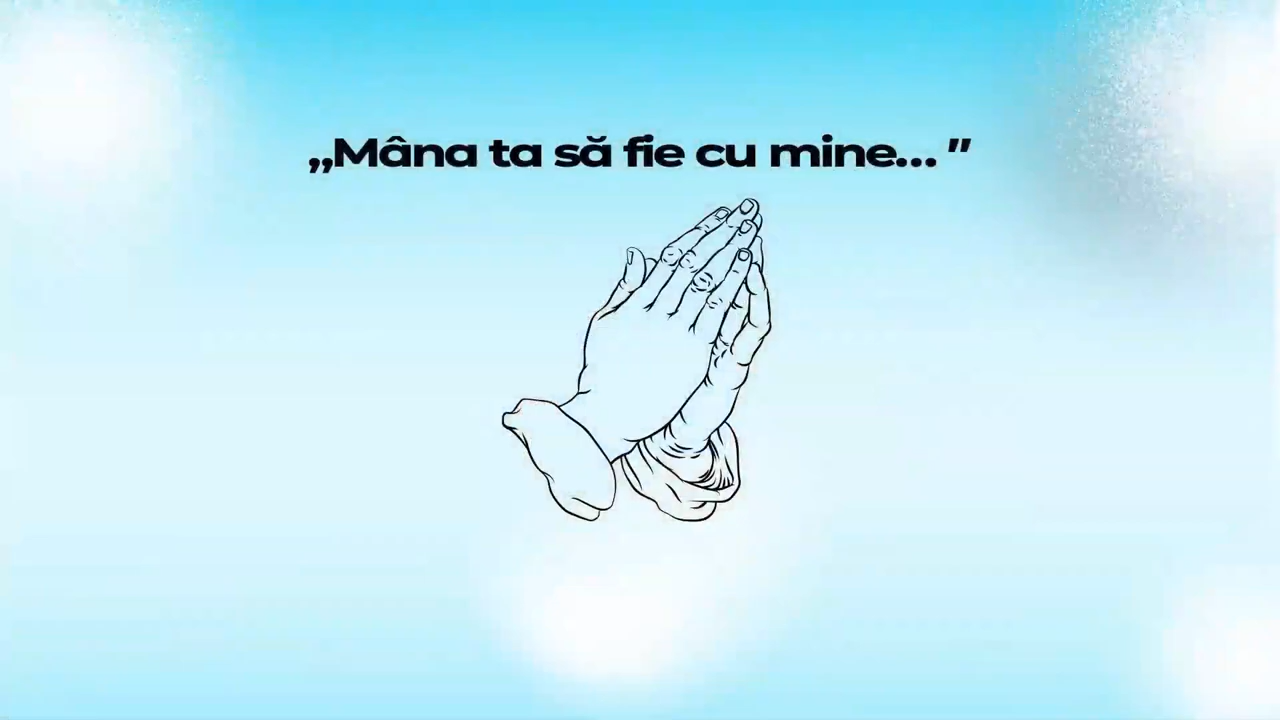 „Mâna ta să fie cu mine... ”